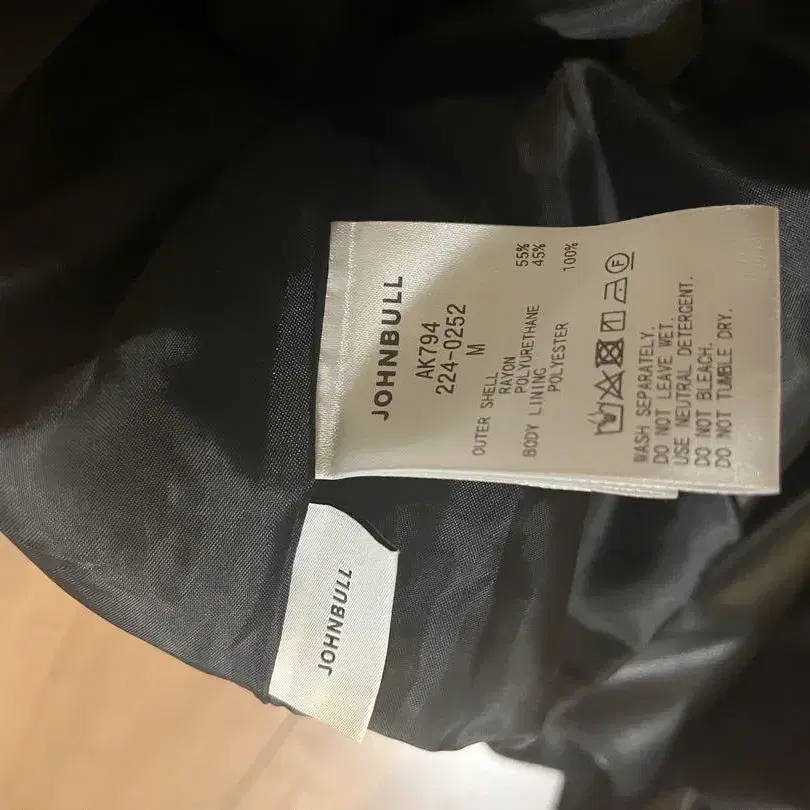 JOHNBULL
AK794
224-0252
M
OUTER SHELL
RAYON 55%
POLYURETHANE 45%
BODY LINING
POLYESTER 100%
F
WASH SEPARATELY.
DO NOT LEAVE WET.
USE NEUTRAL DETERGENT.
DO NOT BLEACH.
DO NOT TUMBLE DRY.
JOHNBULL